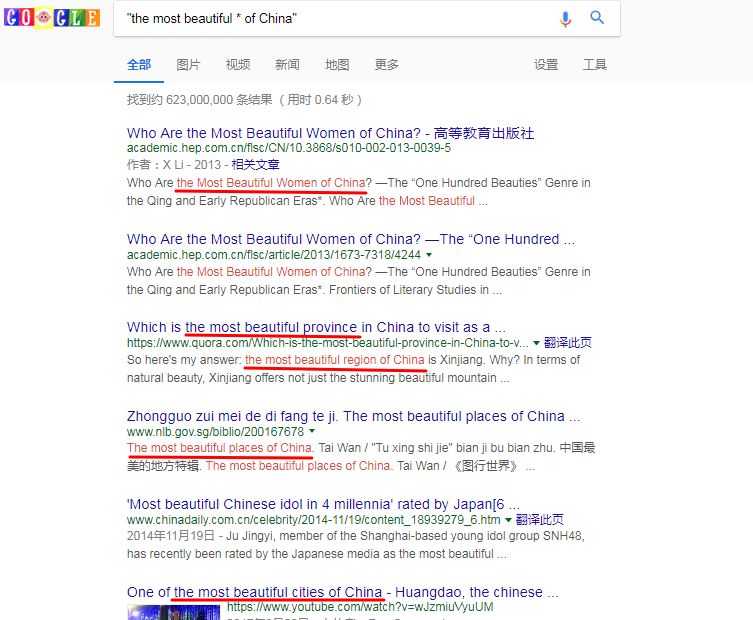 GOOGLE
"the most beautiful * of China"
全部 图片 视频 新闻 地图 更多 设置 工具
找到约 623,000,000 条结果 （用时 0.64 秒）
Who Are the Most Beautiful Women of China? - 高等教育出版社
academic.hep.com.cn/flsc/CN/10.3868/s010-002-013-0039-5
作者：X Li - 2013 - 相关文章
Who Are the Most Beautiful Women of China? —The “One Hundred Beauties” Genre in
the Qing and Early Republican Eras*. Who Are the Most Beautiful ...
Who Are the Most Beautiful Women of China? —The “One Hundred ...
academic.hep.com.cn/flsc/article/2013/1673-7318/4244
Who Are the Most Beautiful Women of China? —The “One Hundred Beauties” Genre in
the Qing and Early Republican Eras*. Frontiers of Literary Studies in ...
Which is the most beautiful province in China to visit as a ...
https://www.quora.com/Which-is-the-most-beautiful-province-in-China-to-v... 翻译此页
So here's my answer: the most beautiful region of China is Xinjiang. Why? In terms of
natural beauty, Xinjiang offers not just the stunning beautiful mountain ...
Zhongguo zui mei de di fang te ji. The most beautiful places of China ...
www.nlb.gov.sg/biblio/200167678
The most beautiful places of China. Tai Wan / "Tu xing shi jie" bian ji bu bian zhu. 中国最
美的地方特辑. The most beautiful places of China. Tai Wan / 《图行世界》 ...
'Most beautiful Chinese idol in 4 millennia' rated by Japan[6 ...
www.chinadaily.com.cn/celebrity/2014-11/19/content_18939279_6.htm 翻译此页
2014年11月19日 - Ju Jingyi, member of the Shanghai-based young idol group SNH48,
has recently been rated by the Japanese media as the most beautiful ...
One of the most beautiful cities of China - Huangdao, the chinese ...
https://www.youtube.com/watch?v=wJzmiuVyuUM